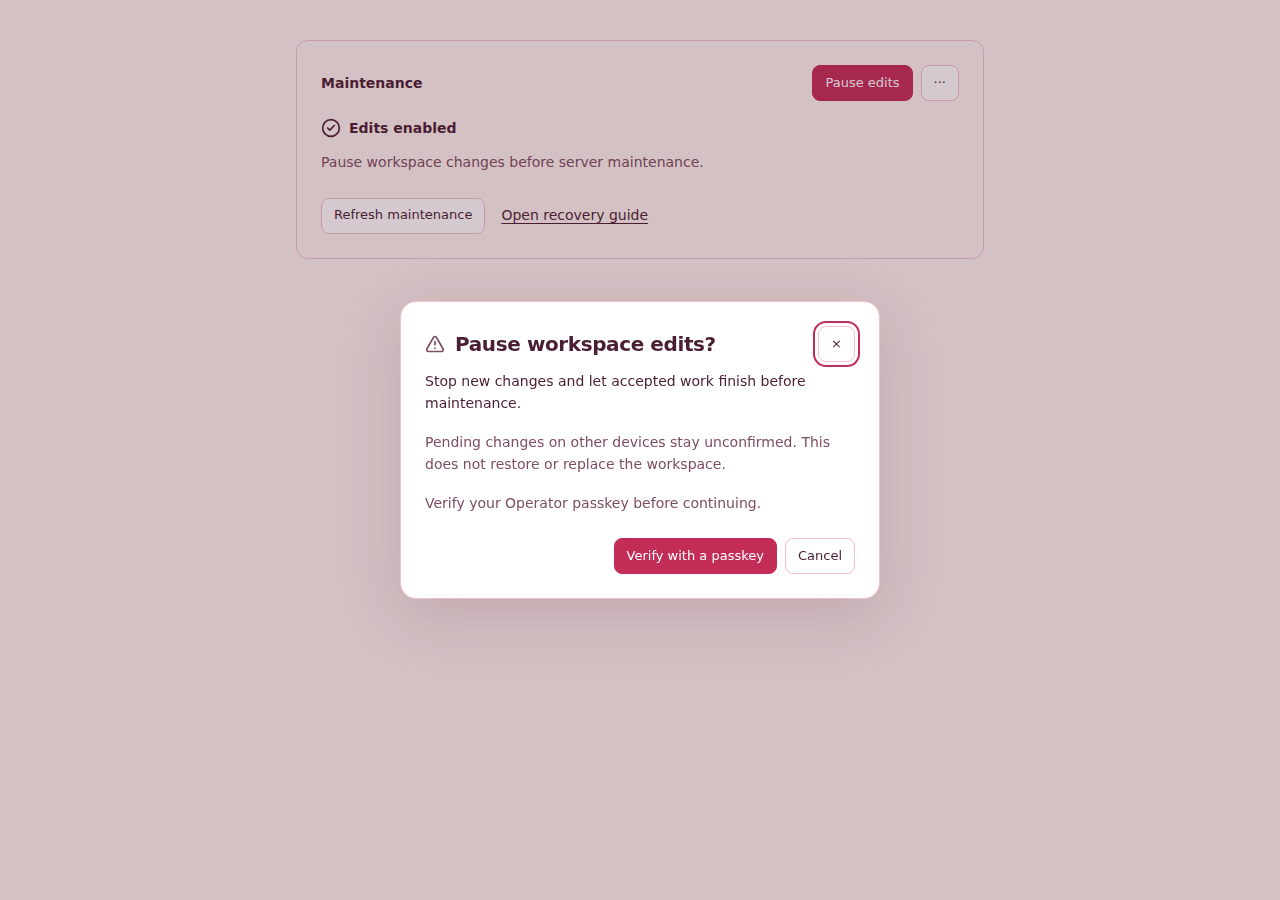 Maintenance
Pause edits
...
Edits enabled
Pause workspace changes before server maintenance.
Refresh maintenance
Open recovery guide
Pause workspace edits?
×
Stop new changes and let accepted work finish before
maintenance.
Pending changes on other devices stay unconfirmed. This
does not restore or replace the workspace.
Verify your Operator passkey before continuing.
Verify with a passkey
Cancel